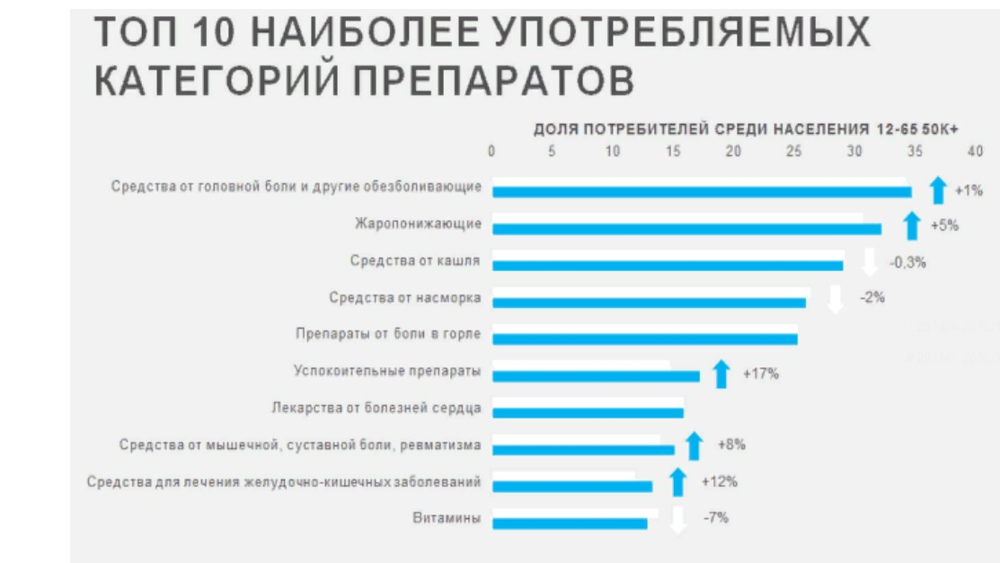 ТОП 10 НАИБОЛЕЕ УПОТРЕБЛЯЕМЫХ
КАТЕГОРИЙ ПРЕПАРАТОВ
ДОЛЯ ПОТРЕБИТЕЛЕЙ СРЕДИ НАСЕЛЕНИЯ 12-65 50К+
0 5 10 15 20 25 30 35 40
Средства от головной боли и другие обезболивающие +1%
Жаропонижающие +5%
Средства от кашля -0,3%
Средства от насморка -2%
Препараты от боли в горле
Успокоительные препараты +17%
Лекарства от болезней сердца
Средства от мышечной, суставной боли, ревматизма +8%
Средства для лечения желудочно-кишечных заболеваний +12%
Витамины -7%